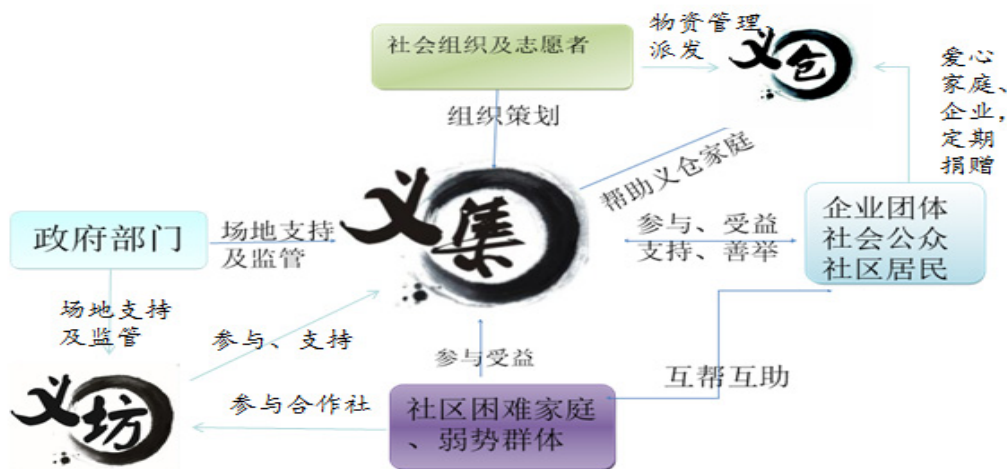 社会组织及志愿者
物资管理、
派发
义仓
爱心
家庭、
企业，
定期
捐赠
组织策划
帮助义仓家庭
义集
政府部门
场地支持
及监管
参与、受益
支持、善举
企业团体
社会公众
社区居民
场地支持
及监管
参与、支持
参与受益
互帮互助
义坊
参与合作社
社区困难家庭
、弱势群体